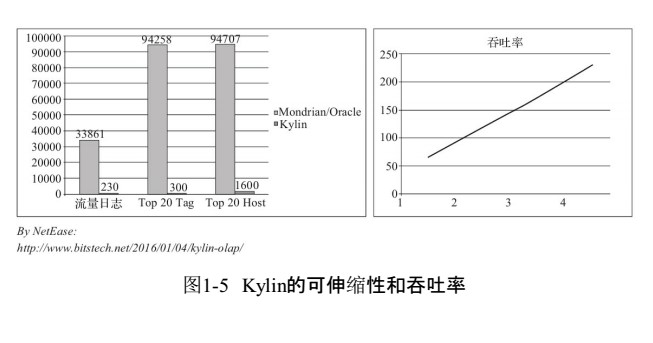 100000
90000
80000
70000
60000
50000
40000
30000
20000
10000
0
33861
230
94258
300
94707
1600
流量日志 Top 20 Tag Top 20 Host
Mondrian/Oracle
Kylin
吞吐率
250
200
150
100
50
0
1 2 3 4
By NetEase:
http://www.bitstech.net/2016/01/04/kylin-olap/
图1-5 Kylin的可伸缩性和吞吐率